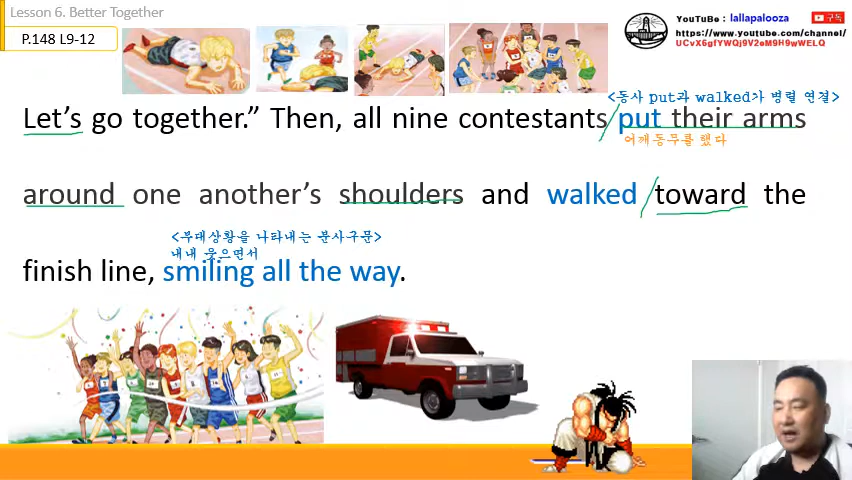 Lesson 6. Better Together
P.148 L9-12
YouTuBe : lallapalooza
구독
https://www.youtube.com/channel/
UCvX6gfYWQj9V2eM9H9wWELQ
<동사 put과 walked가 병렬 연결>
Let's go together." Then, all nine contestants put their arms
어깨동무를 했다
around one another's shoulders and walked toward the
<부대상황을 나타내는 분사구문>
내내 웃으면서
finish line, smiling all the way.